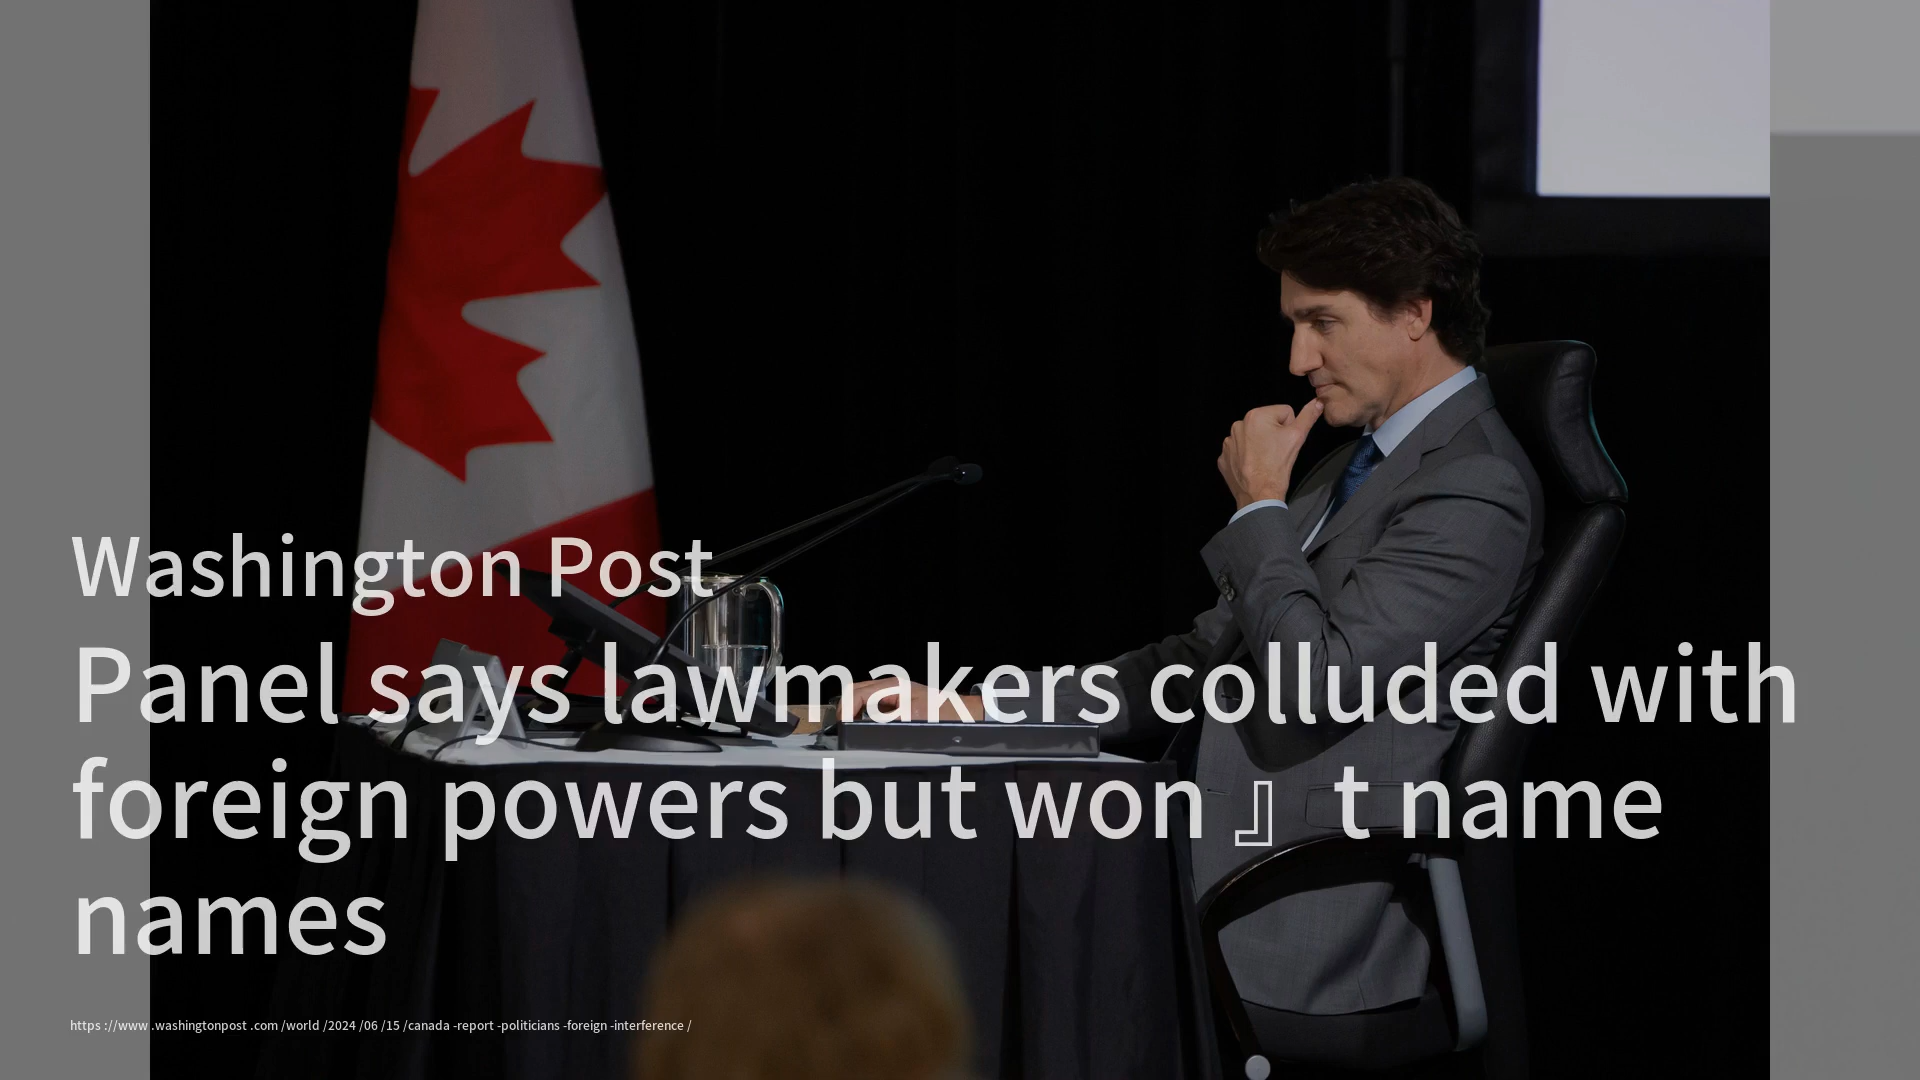 Washington Post
Panel says lawmakers colluded with
foreign powers but won 』 t name
names
https ://www .washingtonpost .com /world /2024 /06 /15 /canada -report -politicians -foreign -interference /